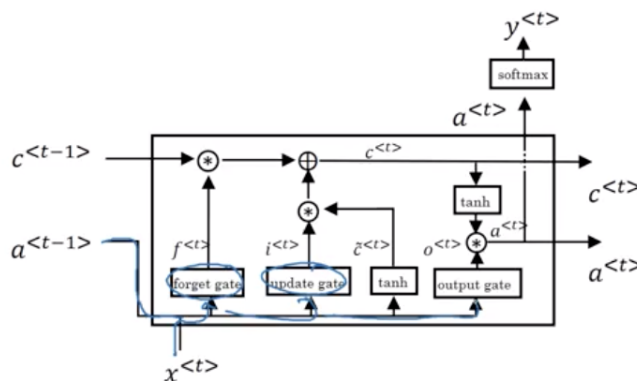 y<t>
softmax
a<t>
c<t-1>
c<t>
c<t>
tanh
a<t-1>
f<t>
i<t>
c̃<t>
o<t>
a<t>
a<t>
forget gate
update gate
tanh
output gate
x<t>